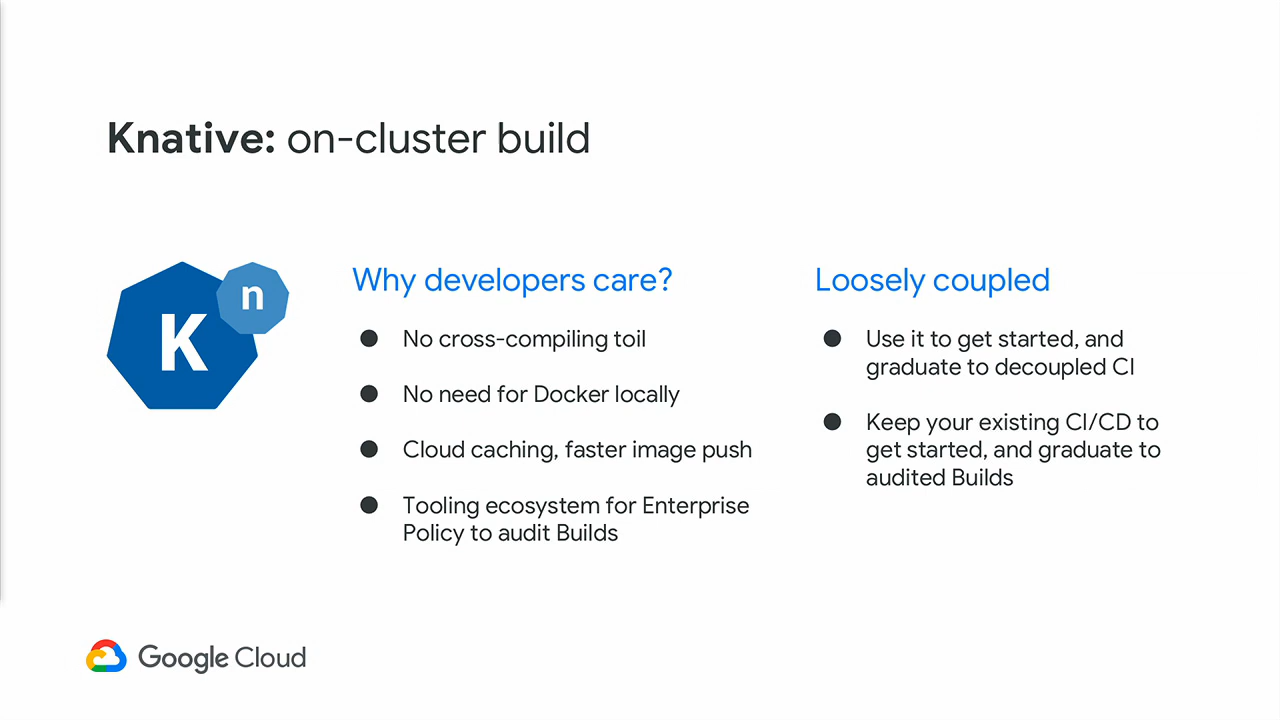 Knative: on-cluster build
K
n
Why developers care?
● No cross-compiling toil
● No need for Docker locally
● Cloud caching, faster image push
● Tooling ecosystem for Enterprise
Policy to audit Builds
Loosely coupled
● Use it to get started, and
graduate to decoupled CI
● Keep your existing CI/CD to
get started, and graduate to
audited Builds
Google Cloud